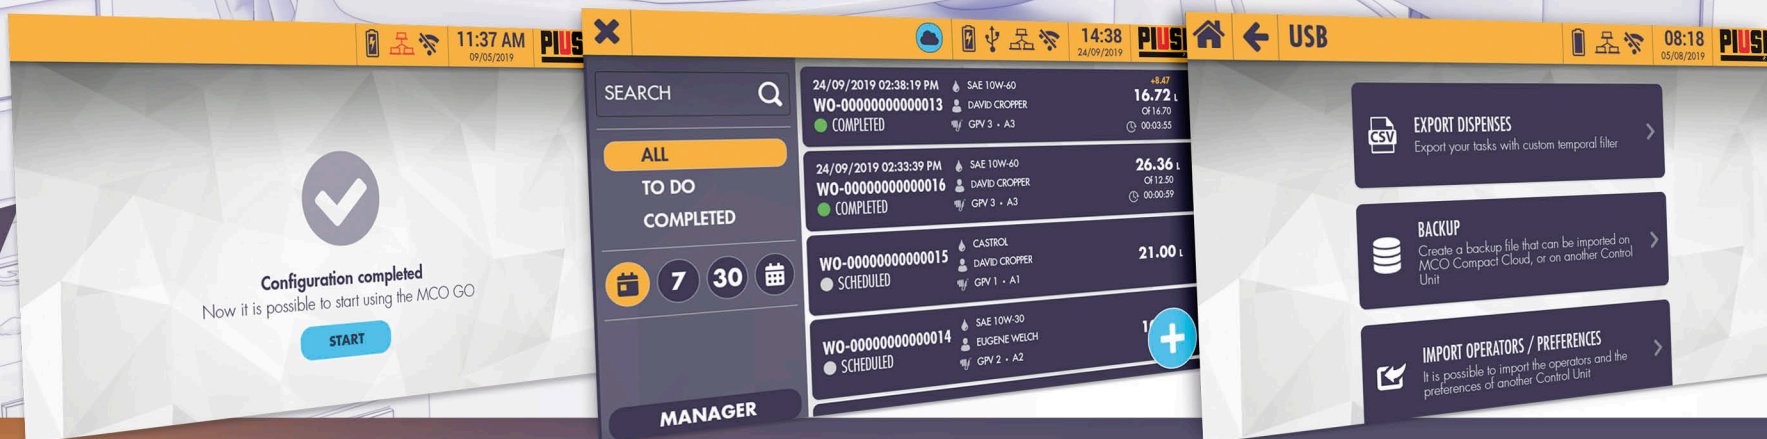 11:37 AM
09/05/2019
Configuration completed
Now it is possible to start using the MCO GO
START
14:38
24/09/2019
SEARCH
ALL
TO DO
COMPLETED
7
30
MANAGER
24/09/2019 02:38:19 PM
WO-00000000000013
COMPLETED
SAE 10W-60
DAVID CROPPER
GPV 3 • A3
+8.47
16.72 L
Of 16.70
00:03:55
24/09/2019 02:33:39 PM
WO-00000000000016
COMPLETED
SAE 10W-60
DAVID CROPPER
GPV 3 • A3
26.36 L
Of 12.50
00:00:59
WO-00000000000015
SCHEDULED
CASTROL
DAVID CROPPER
GPV 1 • A1
21.00 L
WO-00000000000014
SCHEDULED
SAE 10W-30
EUGENE WELCH
GPV 2 • A2
USB
08:18
05/08/2019
CSV
EXPORT DISPENSES
Export your tasks with custom temporal filter
BACKUP
Create a backup file that can be imported on
MCO Compact Cloud, or on another Control
Unit
IMPORT OPERATORS / PREFERENCES
It is possible to import the operators and the
preferences of another Control Unit